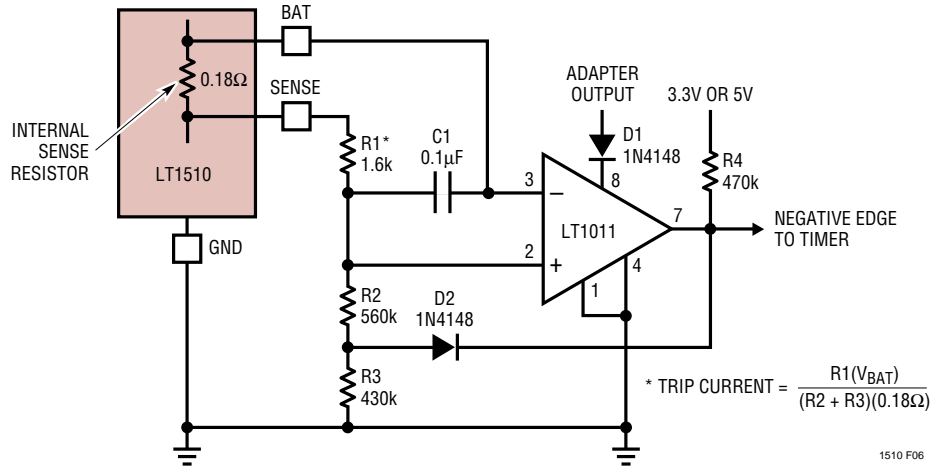 BAT
0.18Ω
SENSE
INTERNAL
SENSE
RESISTOR
LT1510
GND
R1*
1.6k
C1
0.1µF
ADAPTER
OUTPUT
3.3V OR 5V
D1
1N4148
R4
470k
3
8
–
LT1011
7
NEGATIVE EDGE
TO TIMER
2
+
4
1
R2
560k
D2
1N4148
R3
430k
* TRIP CURRENT = R1(VBAT)
(R2 + R3)(0.18Ω)
1510 F06